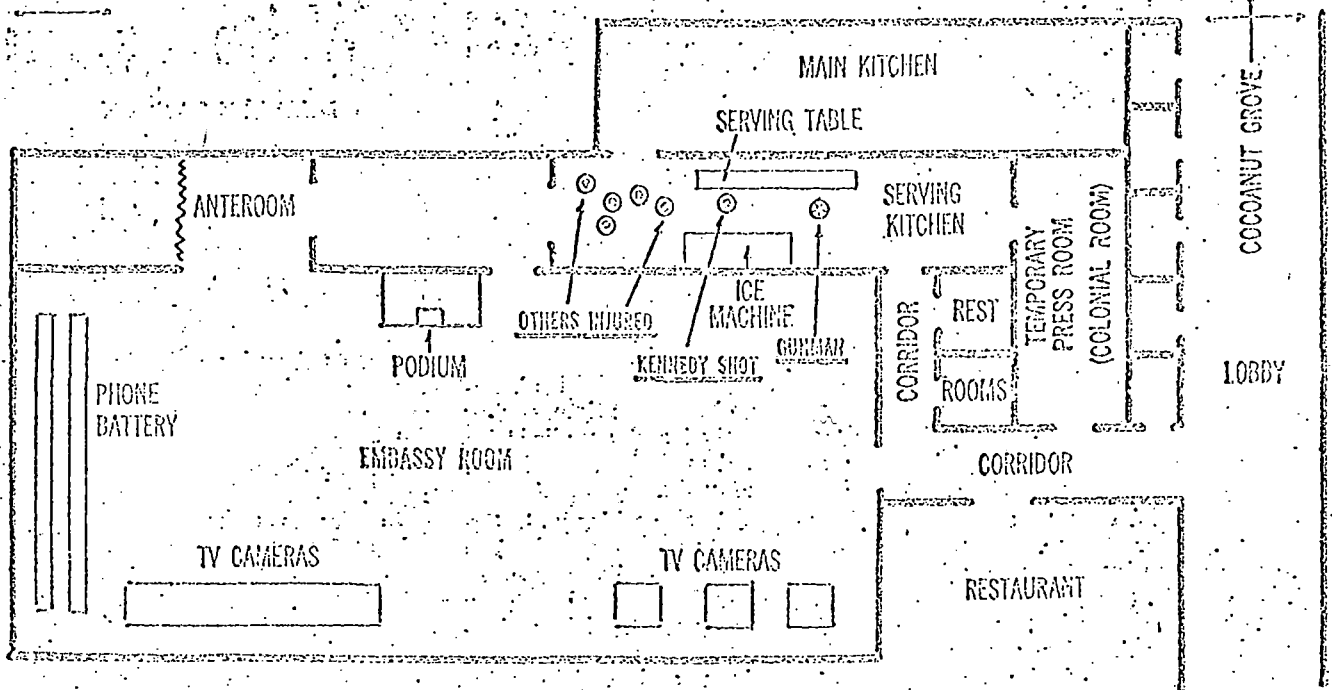 MAIN KITCHEN
SERVING TABLE
ANTEROOM
SERVING
KITCHEN
TEMPORARY
PRESS ROOM
(COLONIAL ROOM)
COCOANUT GROVE
OTHERS INJURED
ICE
MACHINE
KENNEDY SHOT
GUNMAN
PODIUM
CORRIDOR
REST
ROOMS
LOBBY
PHONE
BATTERY
EMBASSY ROOM
CORRIDOR
TV CAMERAS
TV CAMERAS
RESTAURANT